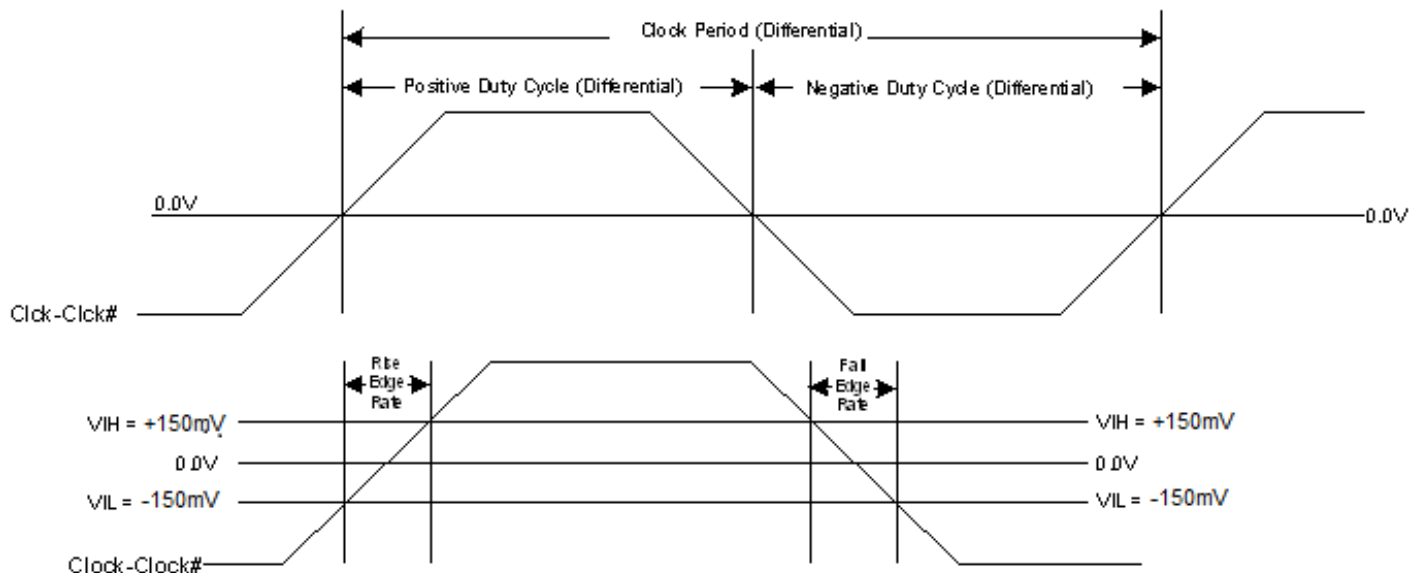 Clock Period (Differential)
Positive Duty Cycle (Differential)
Negative Duty Cycle (Differential)
0.0V
0.0V
Clck-Clck#
Rise
Edge
Rate
Fall
Edge
Rate
VIH = +150mV
VIH = +150mV
0.0V
0.0V
VIL = -150mV
VIL = -150mV
Clock-Clock#